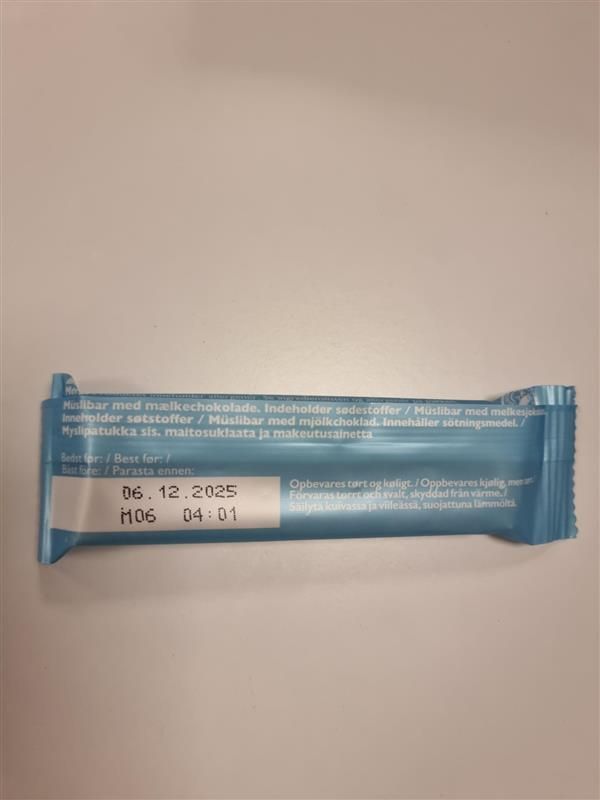 Müslibar med mælkechokolade. Indeholder sødestoffer / Müslibar med melkesjokolade.
Inneholder søtstoffer / Müslibar med mjölkchoklad. Innehåller sötningsmedel. /
Myslipatukka sis. maitosuklaata ja makeutusainetta
Bedst før: / Best før: /
Bäst före: / Parasta ennen:
06.12.2025
M06 04:01
Opbevares tørt og køligt. / Oppbevares kjølig, men tørt. /
Förvaras torrt och svalt, skyddad från värme. /
Säilytä kuivassa ja viileässä, suojattuna lämmöltä.